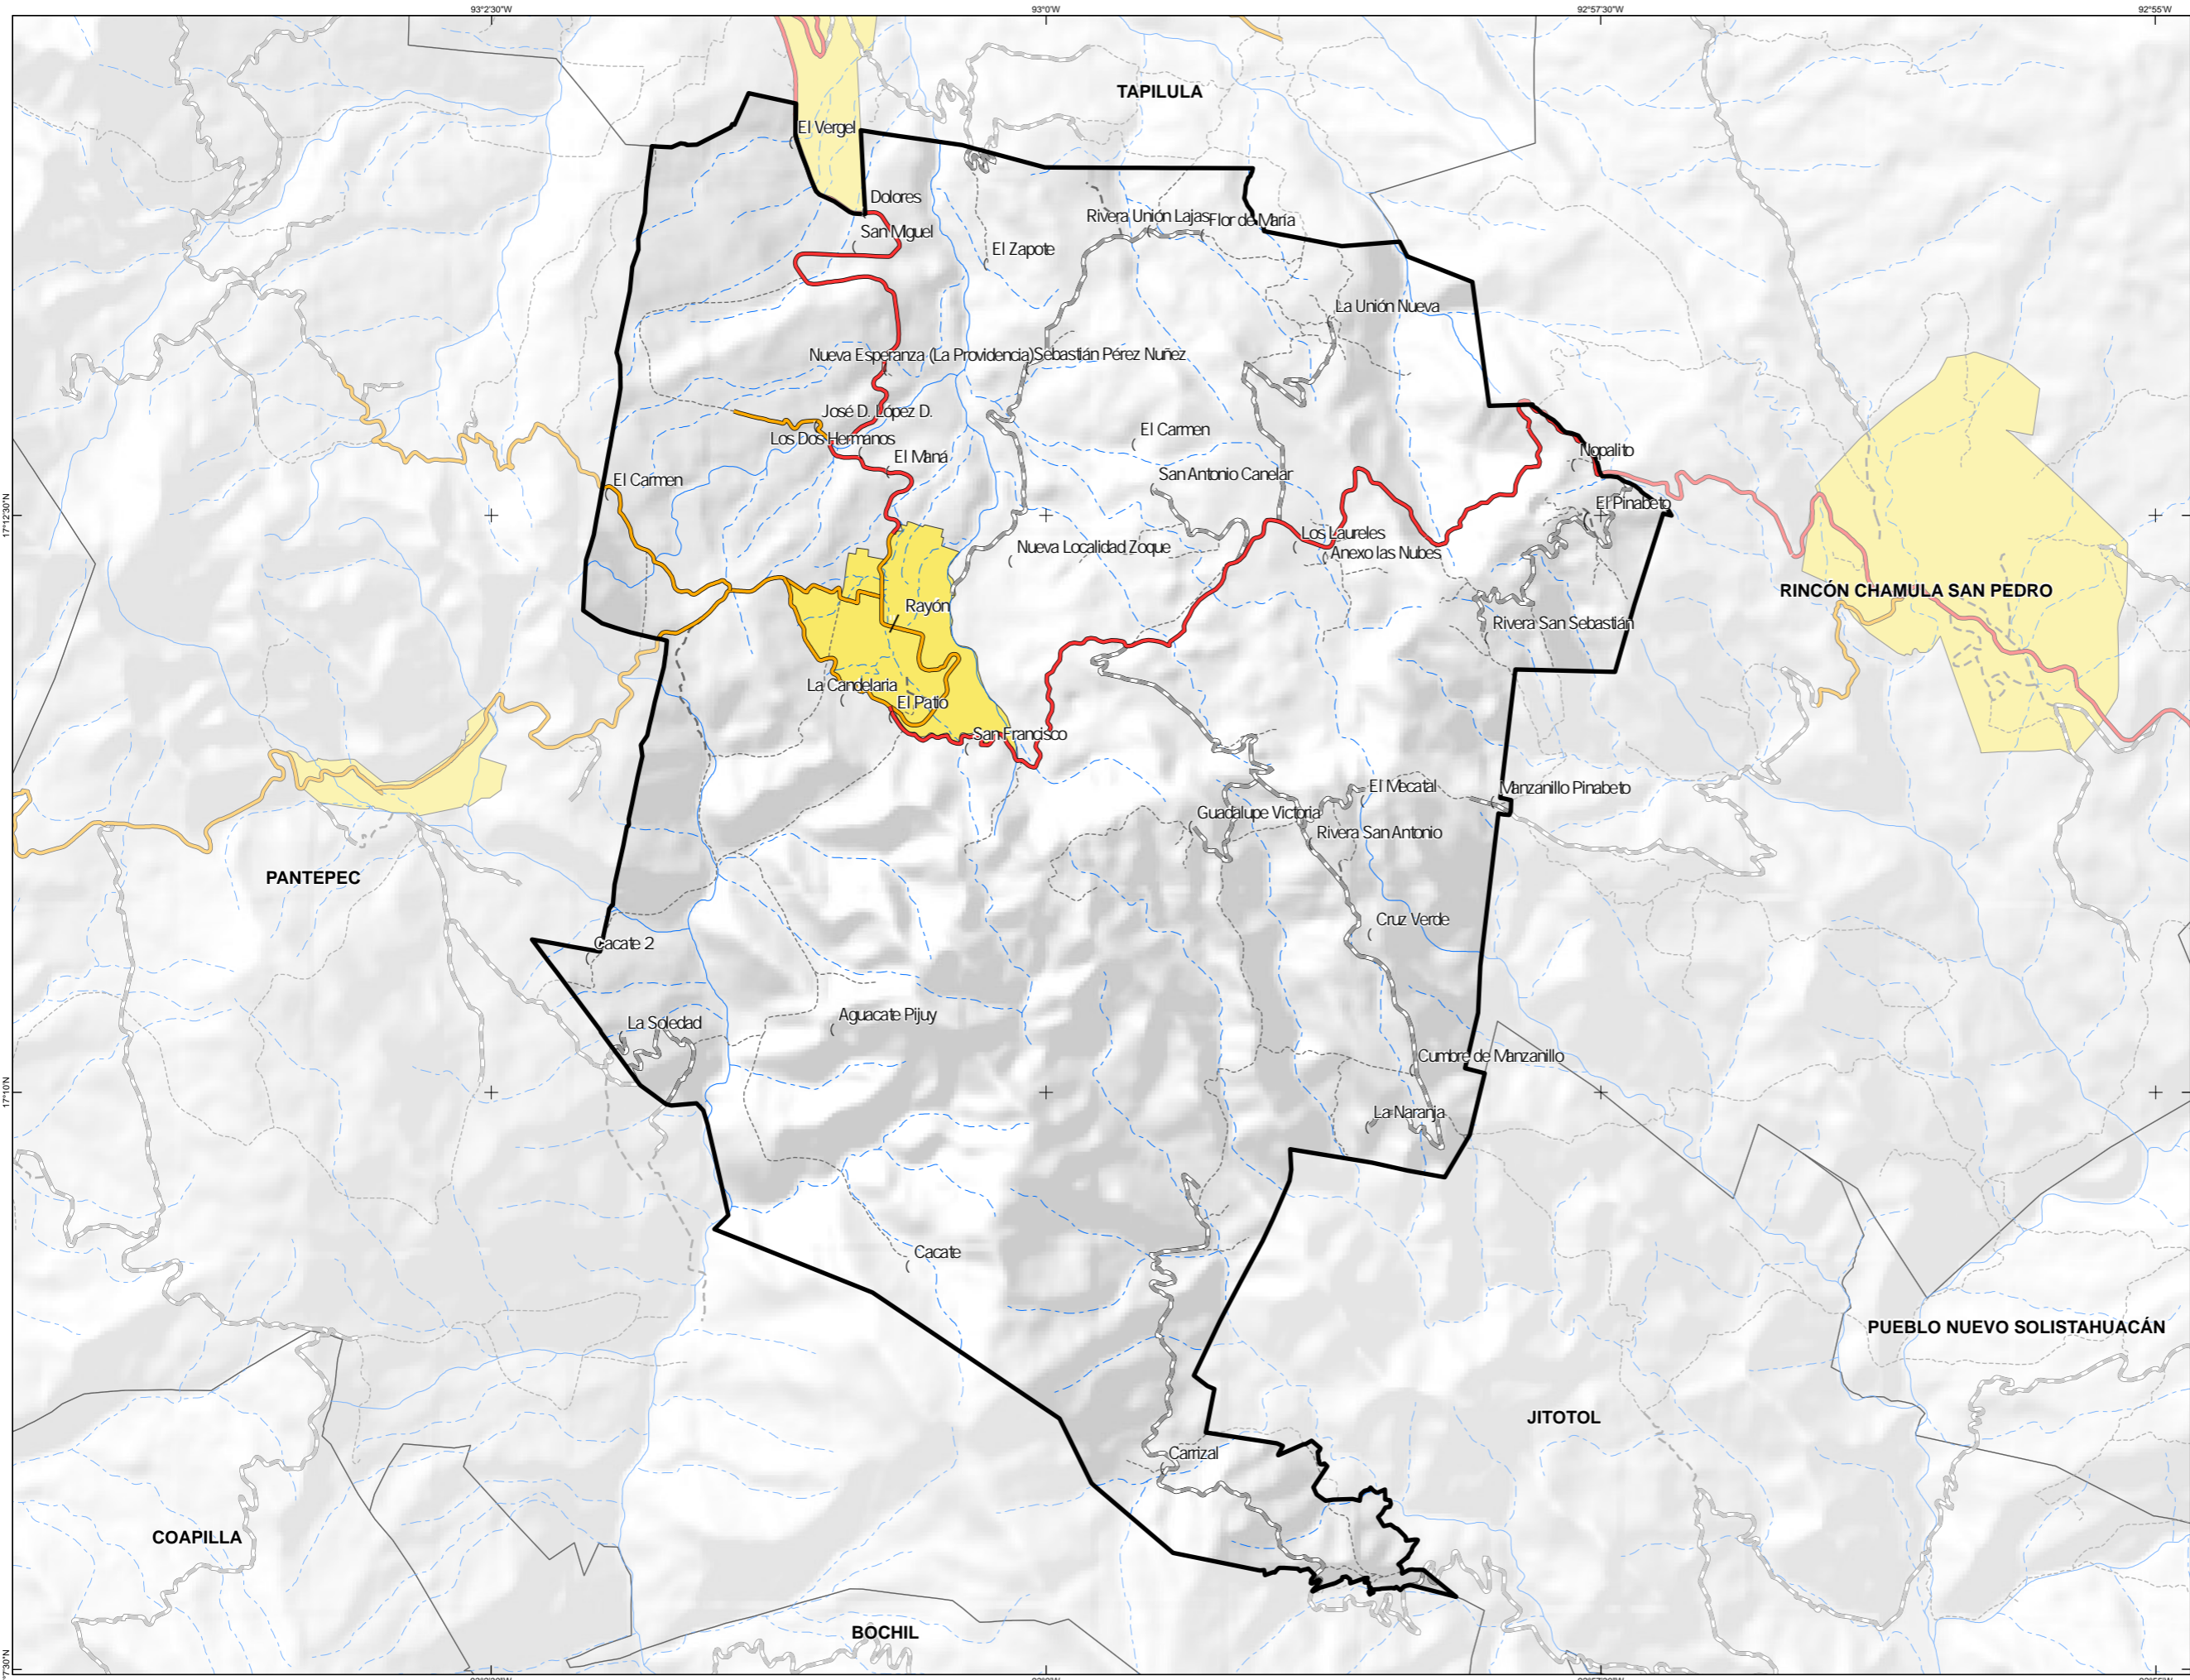 93°2'30"W
93°0'W
92°57'30"W
92°55'W
TAPILULA
El Vergel
Dolores
San Miguel
Rivera Unión Lajas
Flor de María
El Zapote
La Unión Nueva
Nueva Esperanza (La Providencia)
Sebastián Pérez Nuñez
José D. López D.
Los Dos Hermanos
El Carmen
El Maná
Nopalito
San Antonio Canelar
El Carmen
17°12'30"N
El Pinabeto
Los Laureles
Nueva Localidad Zoque
Anexo las Nubes
RINCÓN CHAMULA SAN PEDRO
Rayón
Rivera San Sebastián
La Candelaria
El Patio
San Francisco
El Mecatal
Manzanillo Pinabeto
Guadalupe Victoria
Rivera San Antonio
PANTEPEC
Cruz Verde
Cacate 2
Aguacate Pijuy
La Soledad
Cumbre de Manzanillo
17°10'N
La Naranja
Cacate
PUEBLO NUEVO SOLISTAHUACÁN
JITOTOL
Carrizal
COAPILLA
BOCHIL